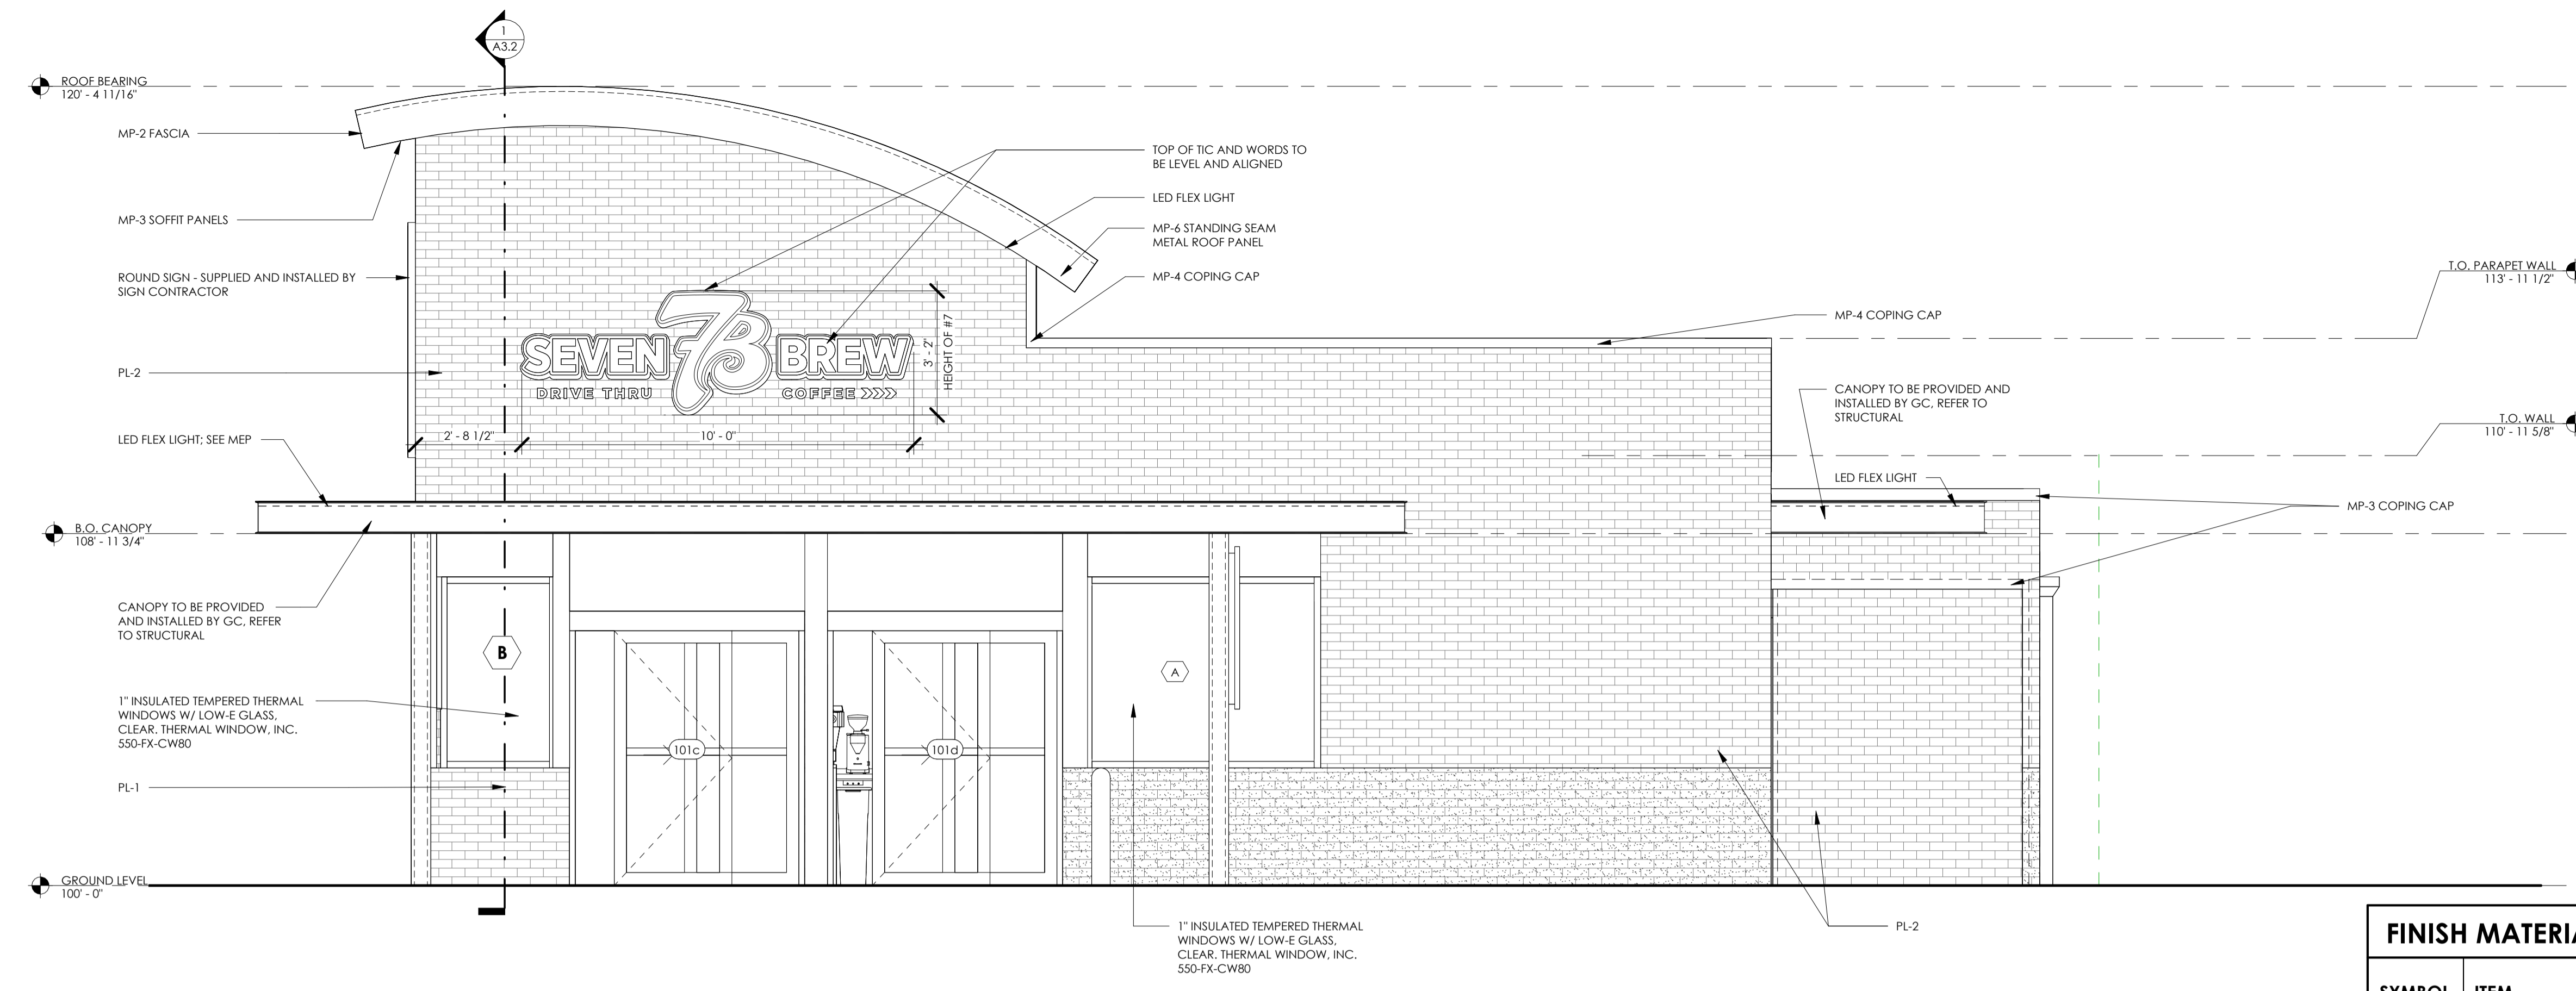 1
A3.2
ROOF BEARING
120' - 4 11/16"
MP-2 FASCIA
MP-3 SOFFIT PANELS
ROUND SIGN - SUPPLIED AND INSTALLED BY
SIGN CONTRACTOR
PL-2
LED FLEX LIGHT; SEE MEP
B.O. CANOPY
108' - 11 3/4"
CANOPY TO BE PROVIDED
AND INSTALLED BY GC, REFER
TO STRUCTURAL
1" INSULATED TEMPERED THERMAL
WINDOWS W/ LOW-E GLASS,
CLEAR. THERMAL WINDOW, INC.
550-FX-CW80
PL-1
GROUND LEVEL
100' - 0"
TOP OF TIC AND WORDS TO
BE LEVEL AND ALIGNED
LED FLEX LIGHT
MP-6 STANDING SEAM
METAL ROOF PANEL
MP-4 COPING CAP
SEVEN 7B BREW
DRIVE THRU COFFEE
3' - 2"
HEIGHT OF #7
2' - 8 1/2"
10' - 0"
B
101c
101d
A
1" INSULATED TEMPERED THERMAL
WINDOWS W/ LOW-E GLASS,
CLEAR. THERMAL WINDOW, INC.
550-FX-CW80
MP-4 COPING CAP
CANOPY TO BE PROVIDED AND
INSTALLED BY GC, REFER TO
STRUCTURAL
LED FLEX LIGHT
PL-2
T.O. PARAPET WALL
113' - 11 1/2"
T.O. WALL
110' - 11 5/8"
MP-3 COPING CAP
FINISH MATERIA
SYMBOL ITEM